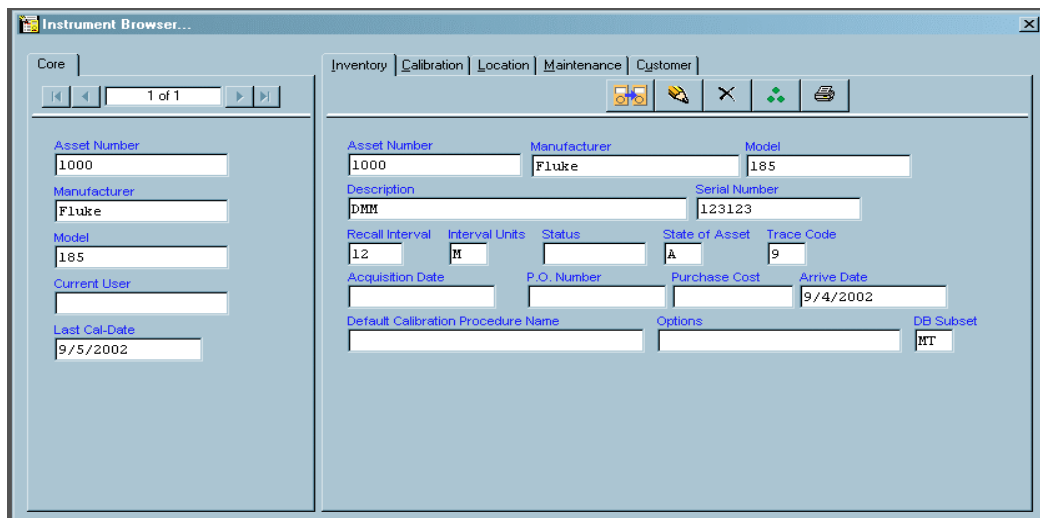 Instrument Browser...
Core
1 of 1
Asset Number
1000
Manufacturer
Fluke
Model
185
Current User
Last Cal-Date
9/5/2002
Inventory Calibration Location Maintenance Customer
Asset Number Manufacturer Model
1000 Fluke 185
Description Serial Number
DMM 123123
Recall Interval Interval Units Status State of Asset Trace Code
12 M A 9
Acquisition Date P.O. Number Purchase Cost Arrive Date
9/4/2002
Default Calibration Procedure Name Options DB Subset
MT